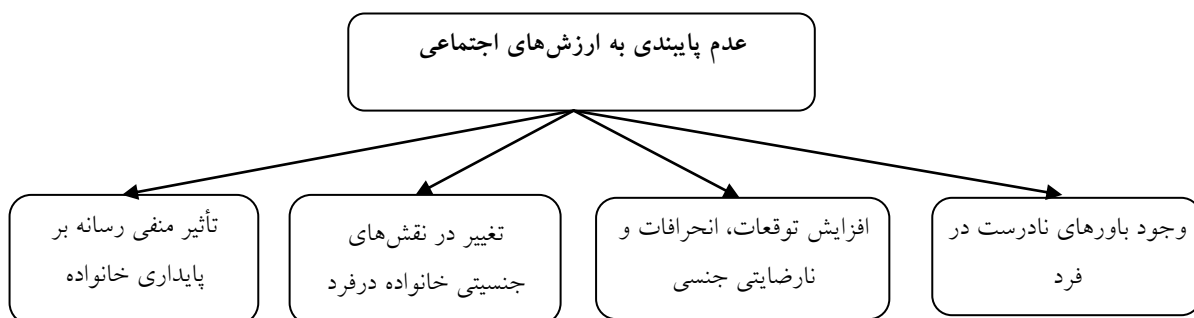 عدم پایبندی به ارزش‌های اجتماعی
وجود باورهای نادرست در
فرد
افزایش توقعات، انحرافات و
نارضایتی جنسی
تغییر در نقش‌های
جنسیتی خانواده درفرد
تأثیر منفی رسانه بر
پایداری خانواده